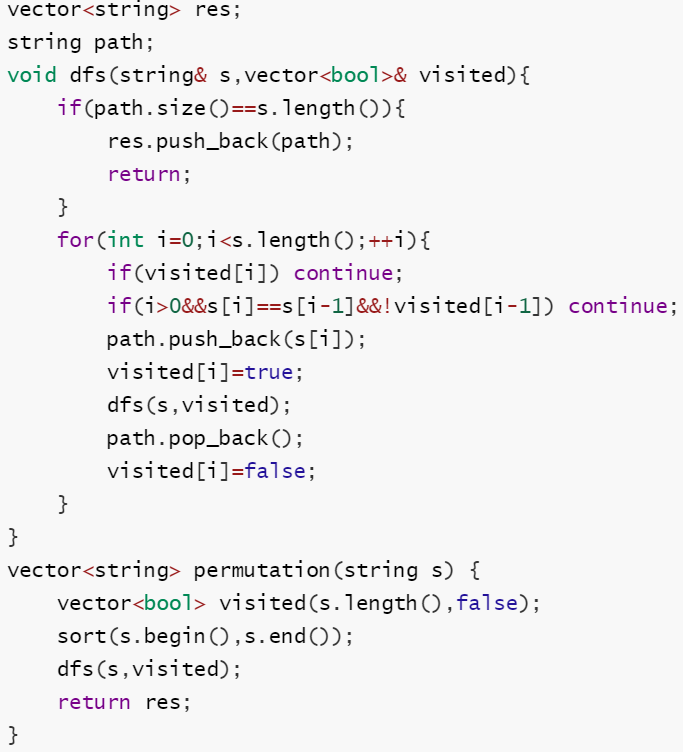 vector<string> res;
string path;
void dfs(string& s,vector<bool>& visited){
    if(path.size()==s.length()){
        res.push_back(path);
        return;
    }
    for(int i=0;i<s.length();++i){
        if(visited[i]) continue;
        if(i>0&&s[i]==s[i-1]&&!visited[i-1]) continue;
        path.push_back(s[i]);
        visited[i]=true;
        dfs(s,visited);
        path.pop_back();
        visited[i]=false;
    }
}
vector<string> permutation(string s) {
    vector<bool> visited(s.length(),false);
    sort(s.begin(),s.end());
    dfs(s,visited);
    return res;
}